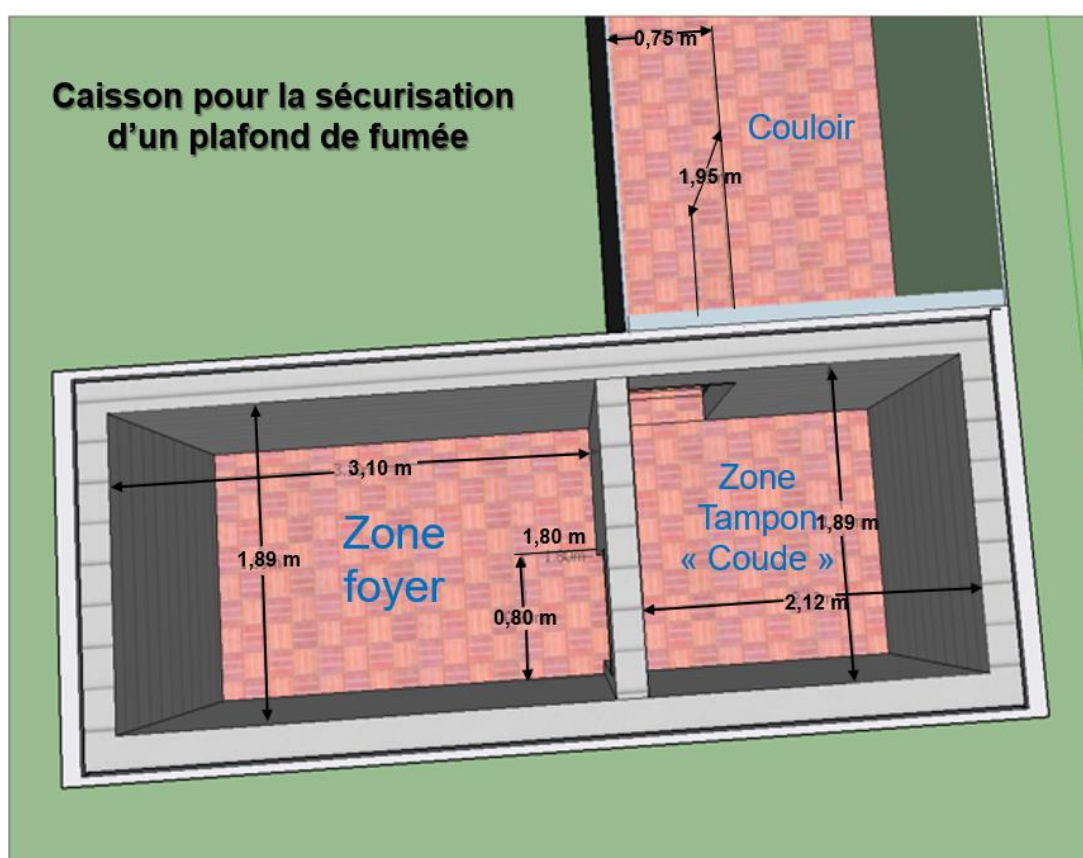 Caisson pour la sécurisation
d'un plafond de fumée
0,75 m
Couloir
1,95 m
3,10 m
1,89 m
Zone
foyer
1,80 m
0,80 m
Zone
Tampon
« Coude »
1,89 m
2,12 m